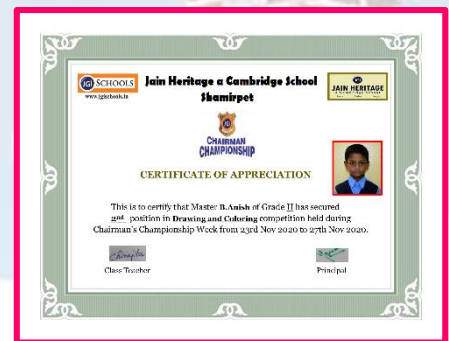 JGI SCHOOLS
www.jgischools.in
Jain Heritage a Cambridge School
Shamirpet
JAIN HERITAGE
CHAIRMAN
CHAMPIONSHIP
CERTIFICATE OF APPRECIATION
This is to certify that Master B.Anish of Grade II has secured
2nd position in Drawing and Coloring competition held during
Chairman's Championship Week from 23rd Nov 2020 to 27th Nov 2020.
Class Teacher
Principal